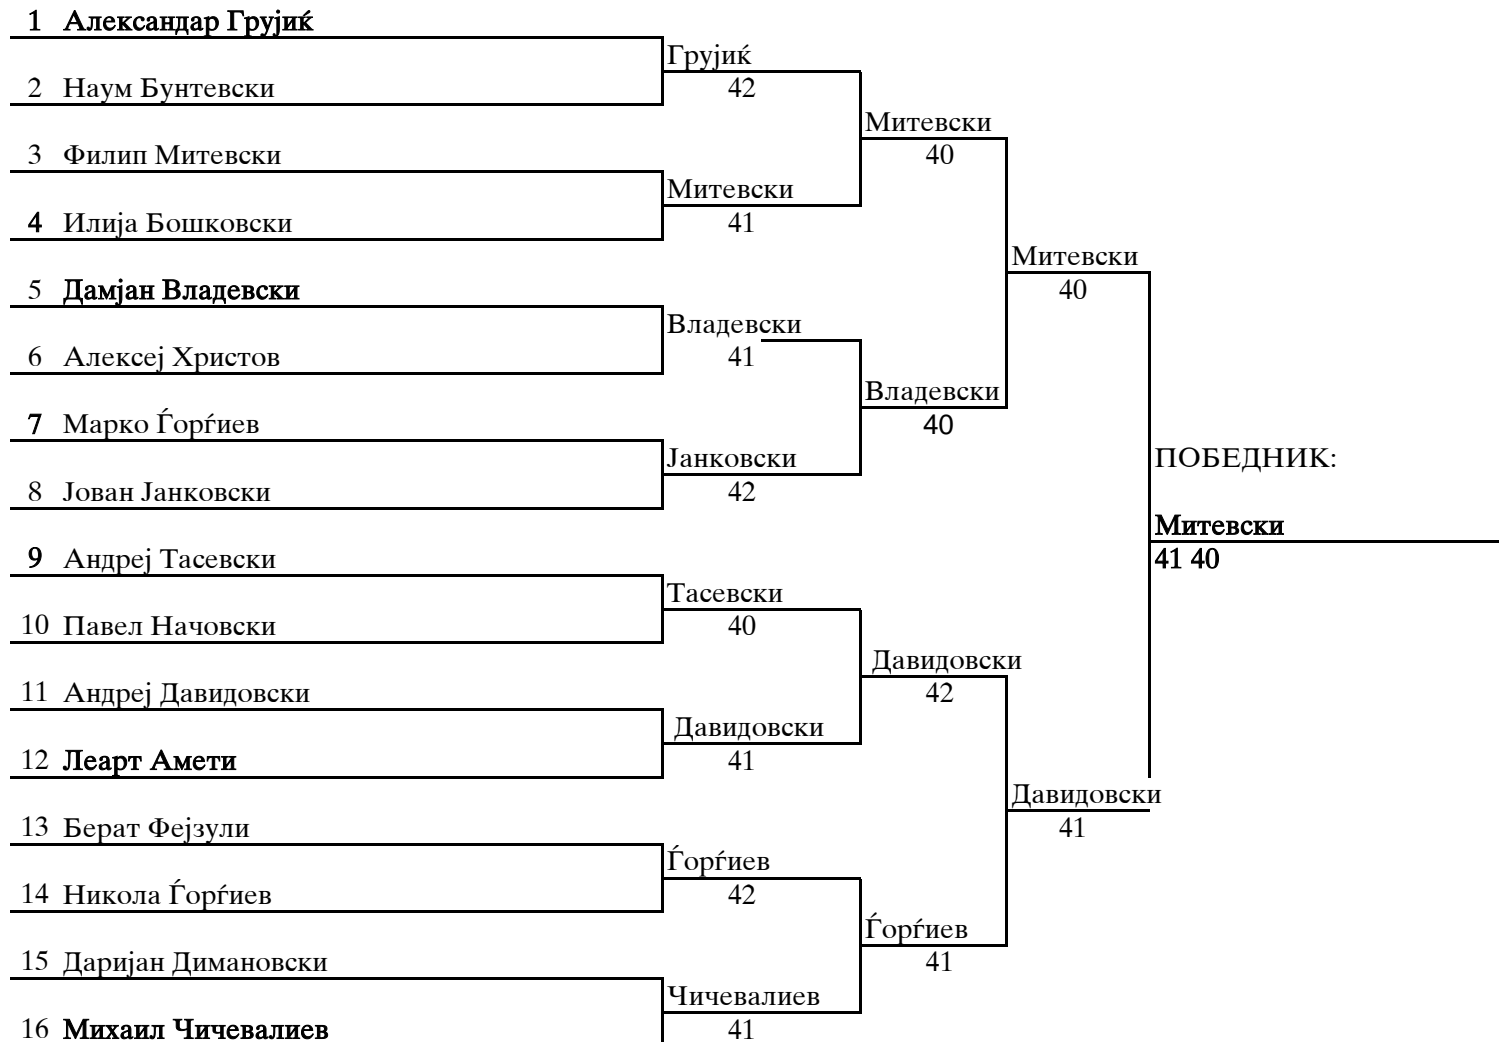 1 Александар Грујиќ
Грујиќ
2 Наум Бунтевски
42
Митевски
3 Филип Митевски
40
Митевски
4 Илија Бошковски
41
Митевски
5 Дамјан Владевски
40
Владевски
6 Алексеј Христов
41
Владевски
7 Марко Ѓорѓиев
40
Јанковски
ПОБЕДНИК:
8 Јован Јанковски
42
Митевски
9 Андреј Тасевски
41 40
Тасевски
10 Павел Начовски
40
Давидовски
11 Андреј Давидовски
42
Давидовски
12 Леарт Амети
41
Давидовски
13 Берат Фејзули
41
Ѓорѓиев
14 Никола Ѓорѓиев
42
Ѓорѓиев
15 Даријан Димановски
41
Чичевалиев
16 Михаил Чичевалиев
41